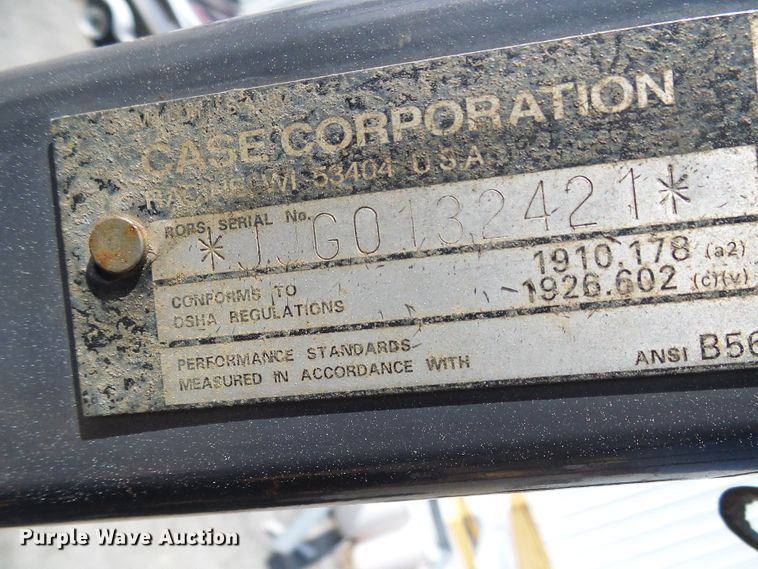 CASE CORPORATION
RACINE, WI 53404 U.S.A.
ROPS SERIAL No. *JJG0132421*
CONFORMS TO 1910.178 (a2)
OSHA REGULATIONS 1926.602 (c)(v)
PERFORMANCE STANDARDS
MEASURED IN ACCORDANCE WITH ANSI B56
Purple Wave Auction